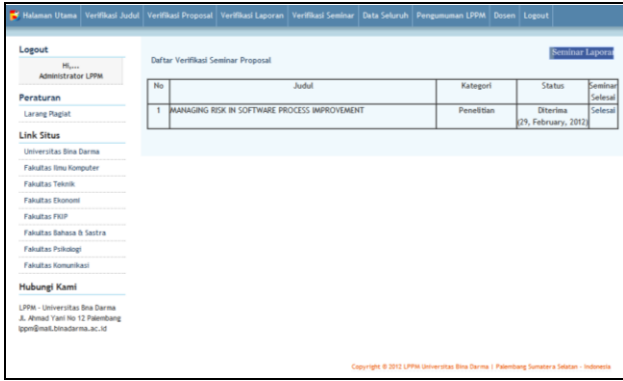 Halaman Utama Verifikasi Judul Verifikasi Proposal Verifikasi Laporan Verifikasi Seminar Data Seluruh Pengumuman LPPM Dosen Logout
Logout
Hi,...
Administrator LPPM
Peraturan
Larang Plagiat
Link Situs
Universitas Bina Darma
Fakultas Ilmu Komputer
Fakultas Teknik
Fakultas Ekonomi
Fakultas FKIP
Fakultas Bahasa & Sastra
Fakultas Psikologi
Fakultas Komunikasi
Hubungi Kami
LPPM - Universitas Bna Darma
Jl. Ahmad Yani No 12 Palembang
lppm@mail.binadarma.ac.id
Seminar Laporan
Daftar Verifikasi Seminar Proposal
No Judul Kategori Status Seminar Selesai
1 MANAGING RISK IN SOFTWARE PROCESS IMPROVEMENT Penelitian Diterima Selesai
(29, February, 2012)
Copyright © 2012 LPPM Universitas Bina Darma | Palembang Sumatera Selatan - Indonesia